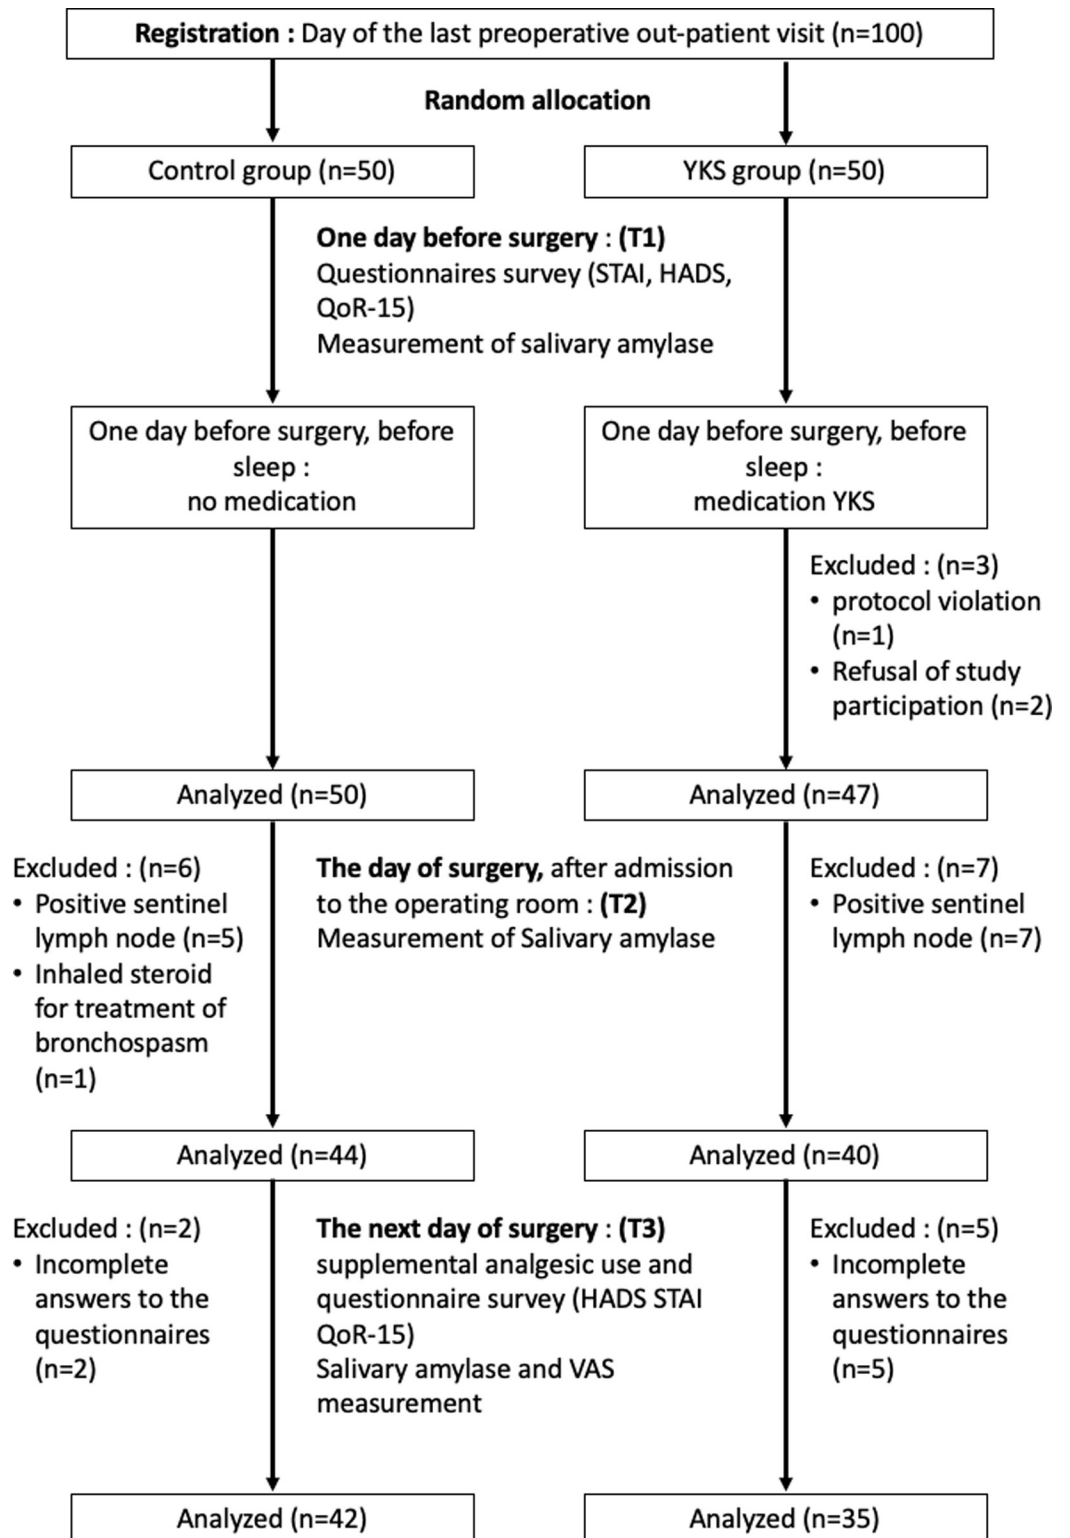 Registration : Day of the last preoperative out-patient visit (n=100)
Random allocation
Control group (n=50)
YKS group (n=50)
One day before surgery : (T1)
Questionnaires survey (STAI, HADS,
QoR-15)
Measurement of salivary amylase
One day before surgery, before
sleep :
no medication
One day before surgery, before
sleep :
medication YKS
Excluded : (n=3)
• protocol violation
(n=1)
• Refusal of study
participation (n=2)
Analyzed (n=50)
Analyzed (n=47)
Excluded : (n=6)
• Positive sentinel
lymph node (n=5)
• Inhaled steroid
for treatment of
bronchospasm
(n=1)
The day of surgery, after admission
to the operating room : (T2)
Measurement of Salivary amylase
Excluded : (n=7)
• Positive sentinel
lymph node (n=7)
Analyzed (n=44)
Analyzed (n=40)
Excluded : (n=2)
• Incomplete
answers to the
questionnaires
(n=2)
The next day of surgery : (T3)
supplemental analgesic use and
questionnaire survey (HADS STAI
QoR-15)
Salivary amylase and VAS
measurement
Excluded : (n=5)
• Incomplete
answers to the
questionnaires
(n=5)
Analyzed (n=42)
Analyzed (n=35)